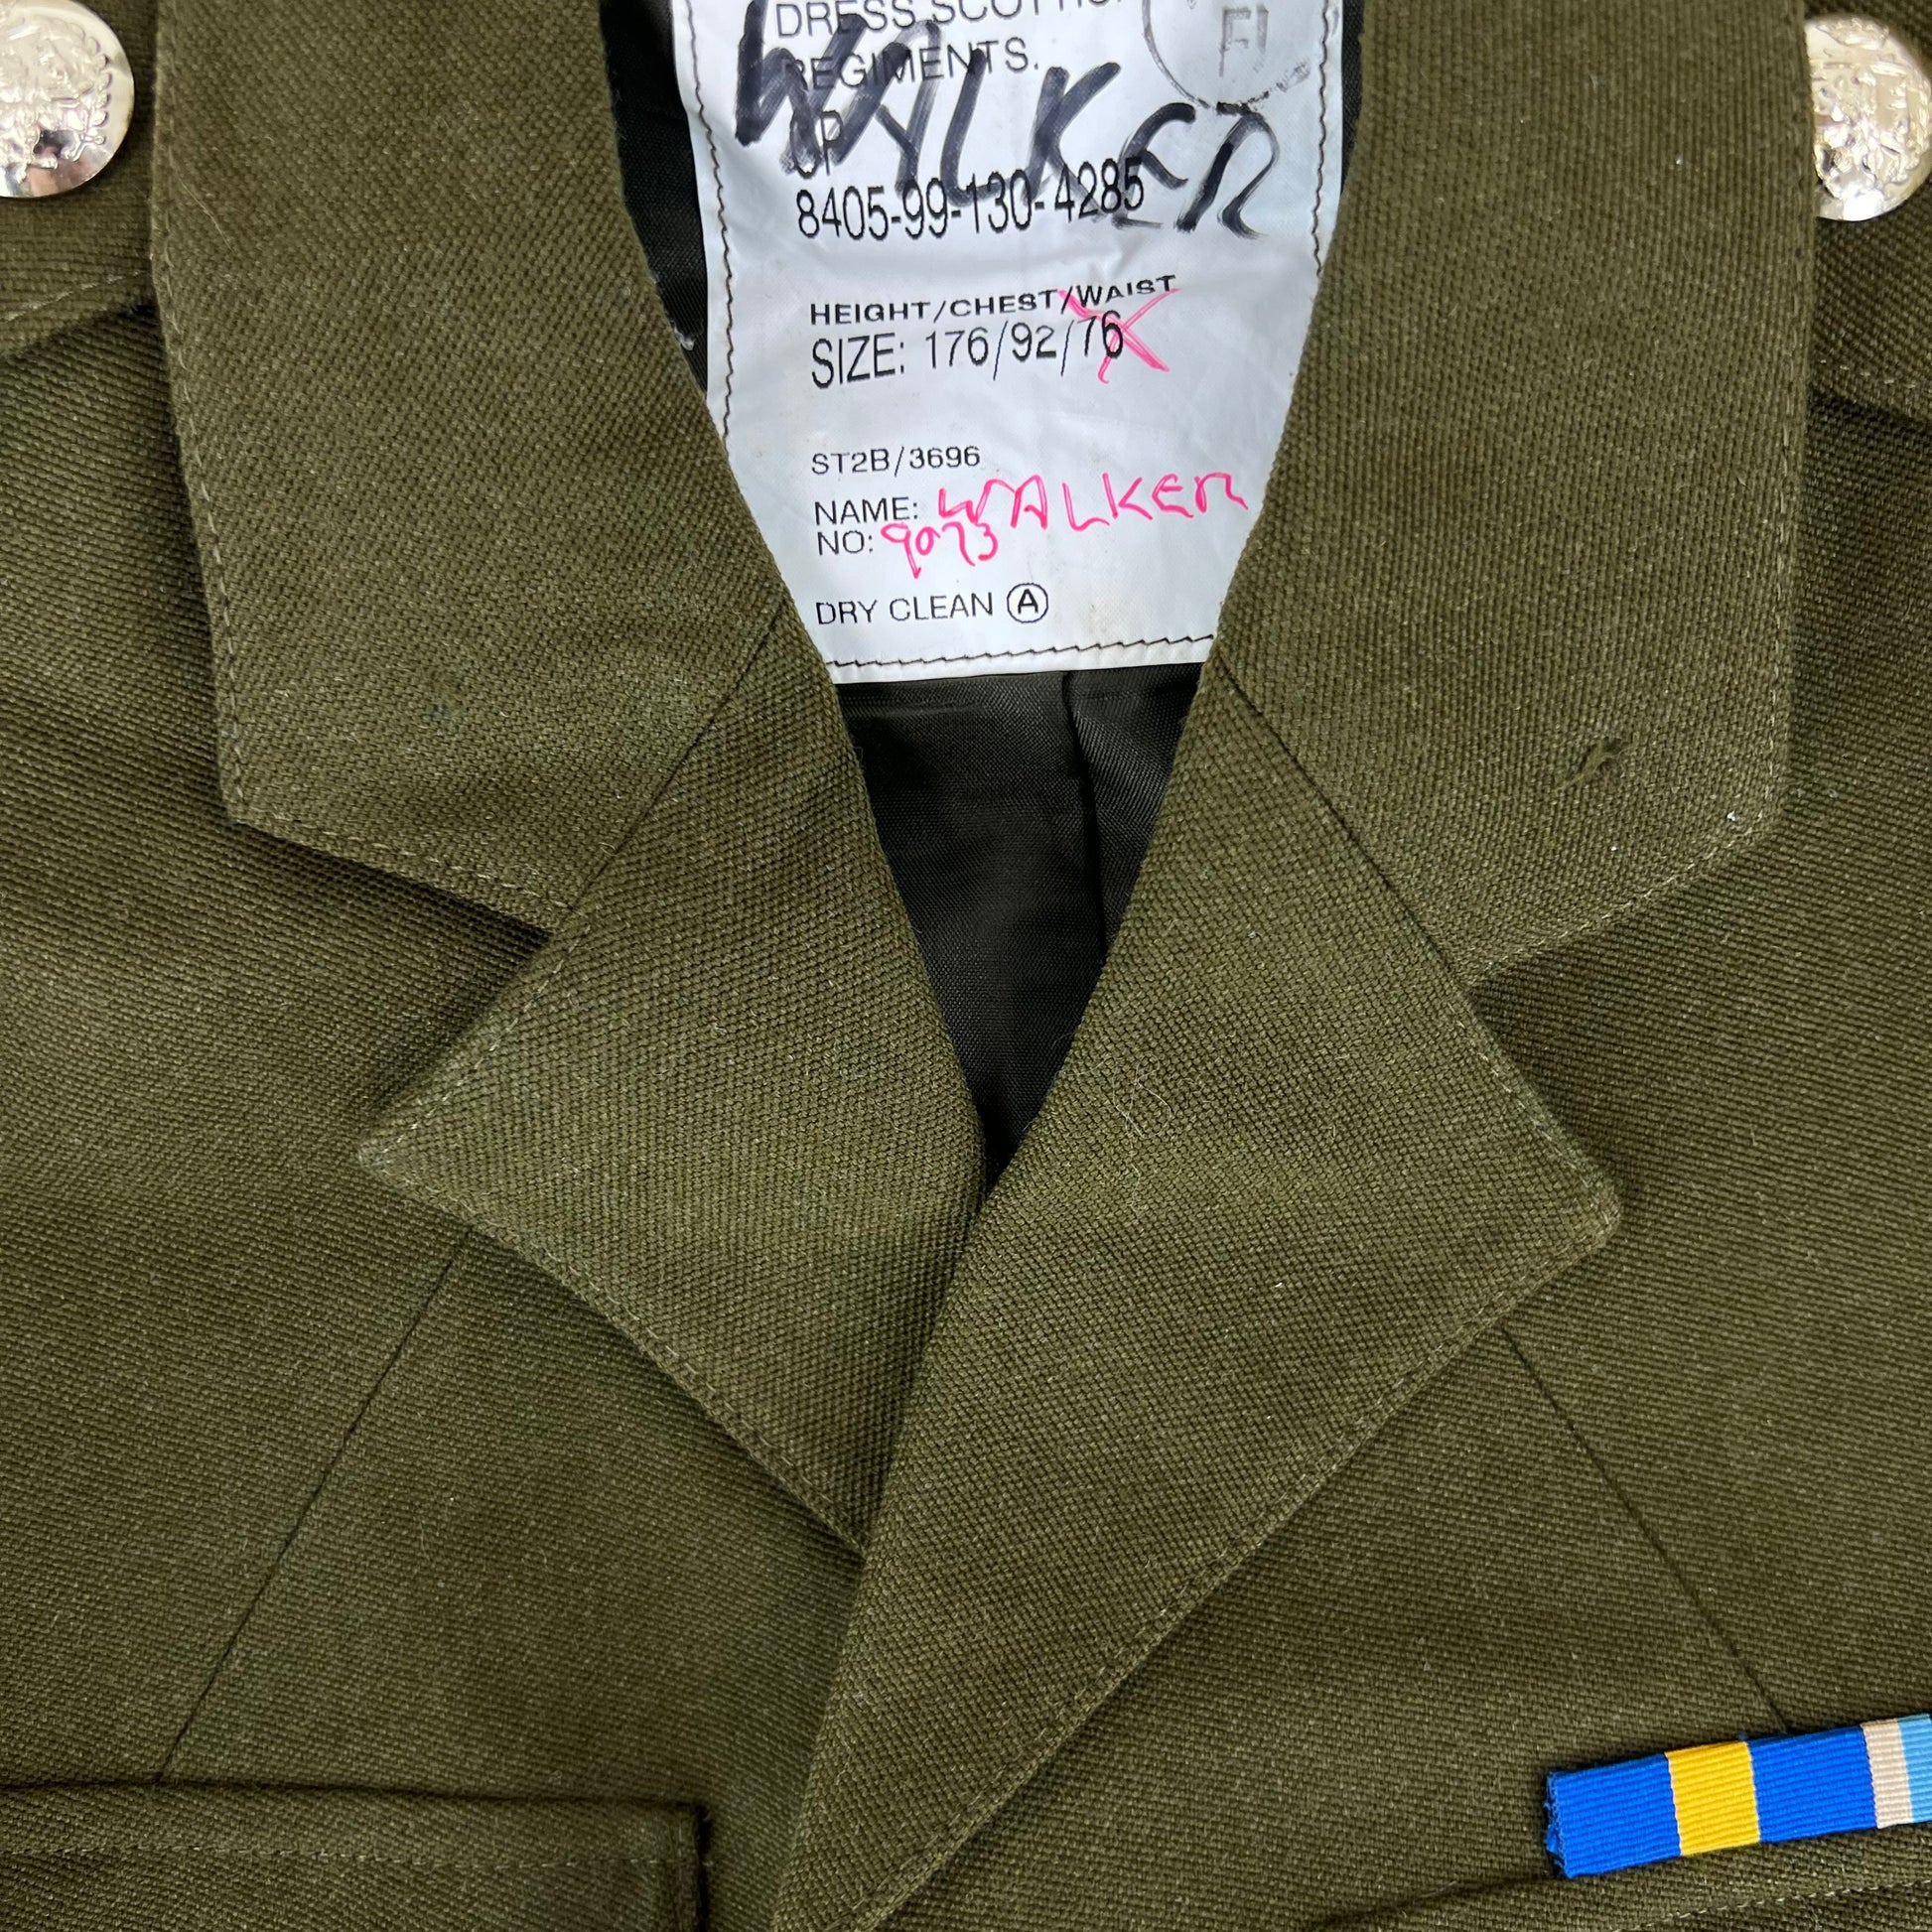 DRESS SCOTTISH
REGIMENTS.
WALKER
8405-99-130-4285
HEIGHT/CHEST/WAIST
SIZE: 176/92/76
ST2B/3696
NAME: WALKER
NO: 9073
DRY CLEAN A